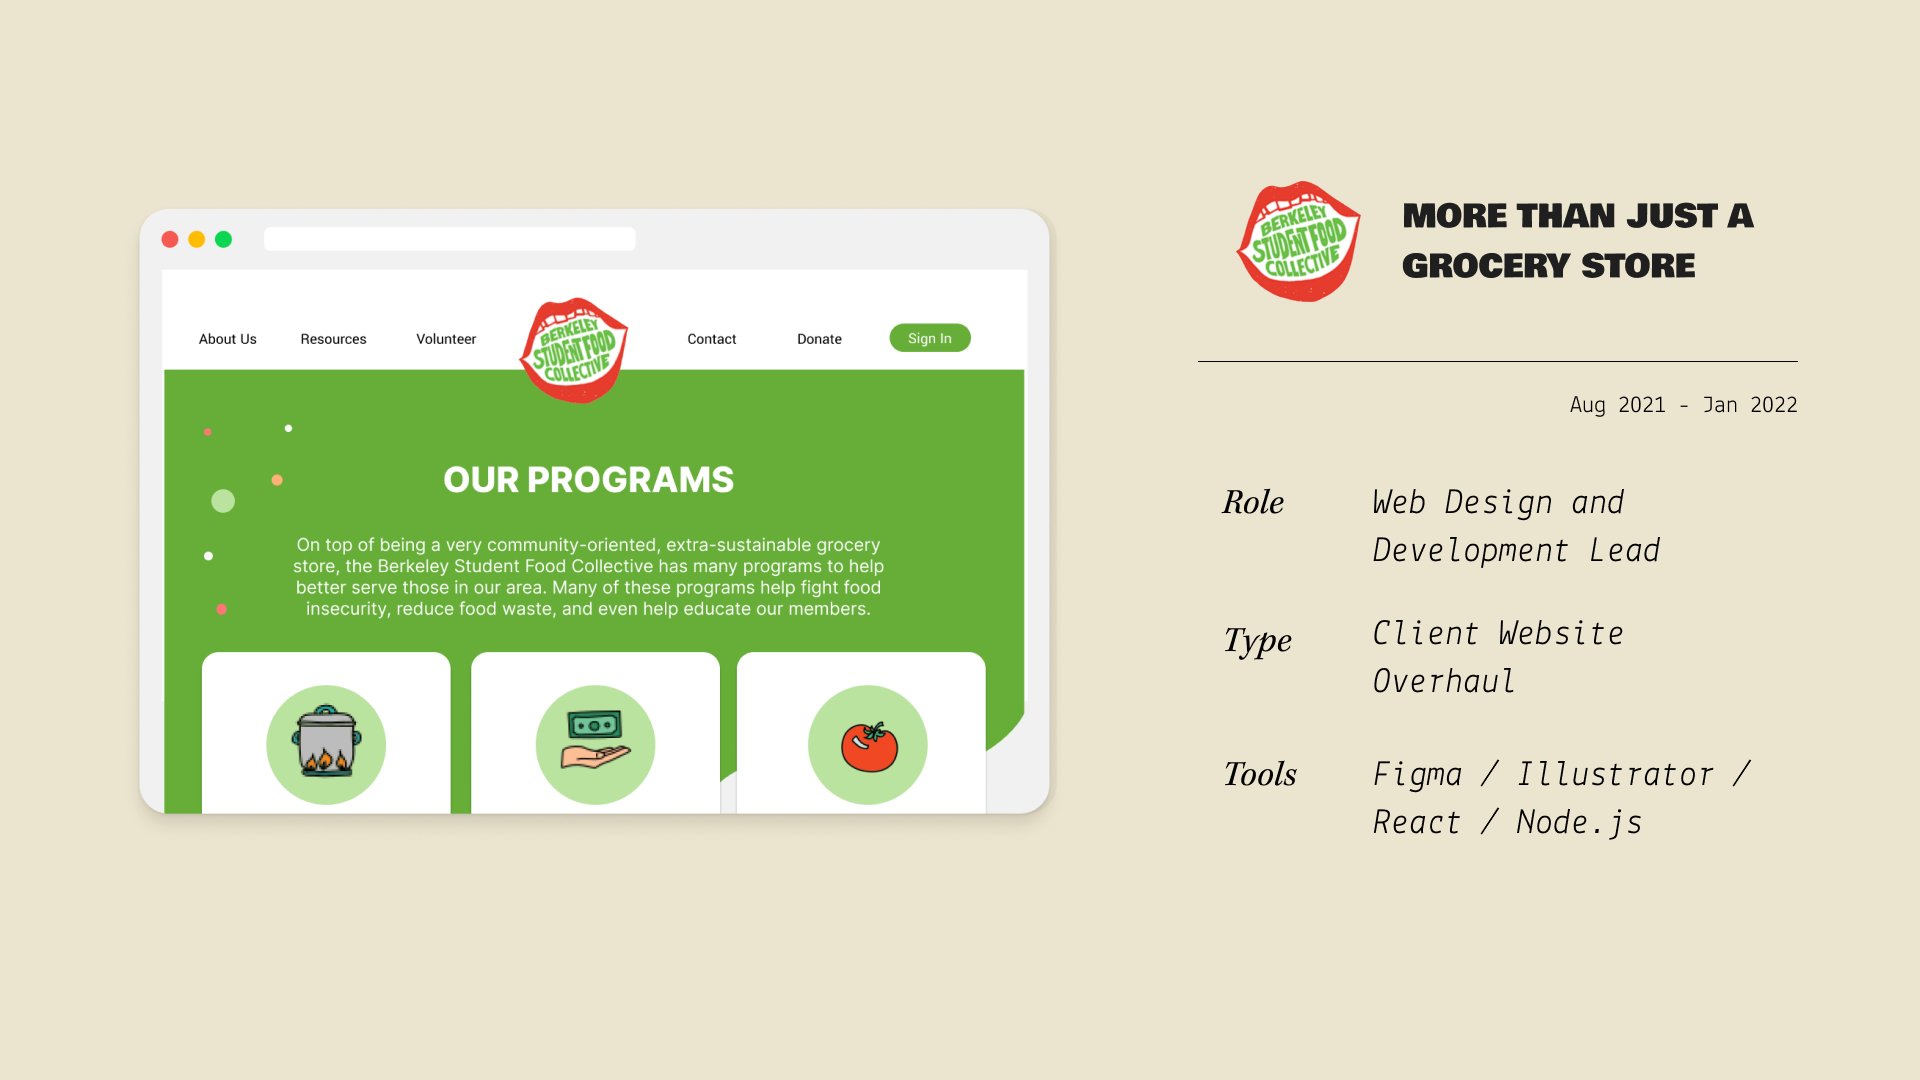 About Us
Resources
Volunteer
BERKELEY
STUDENT FOOD
COLLECTIVE
Contact
Donate
Sign In
OUR PROGRAMS
On top of being a very community-oriented, extra-sustainable grocery
store, the Berkeley Student Food Collective has many programs to help
better serve those in our area. Many of these programs help fight food
insecurity, reduce food waste, and even help educate our members.
BERKELEY
STUDENT FOOD
COLLECTIVE
MORE THAN JUST A
GROCERY STORE
Aug 2021 - Jan 2022
Role
Web Design and
Development Lead
Type
Client Website
Overhaul
Tools
Figma / Illustrator /
React / Node.js